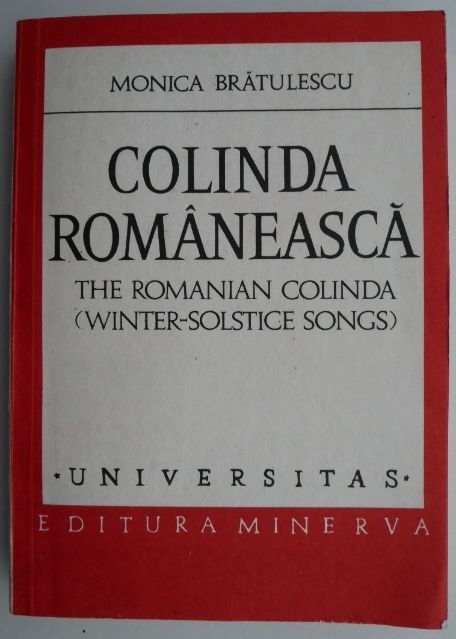 MONICA BRĂTULESCU
COLINDA
ROMÂNEASCĂ
THE ROMANIAN COLINDA
(WINTER-SOLSTICE SONGS)
*UNIVERSITAS*
EDITURA MINERVA